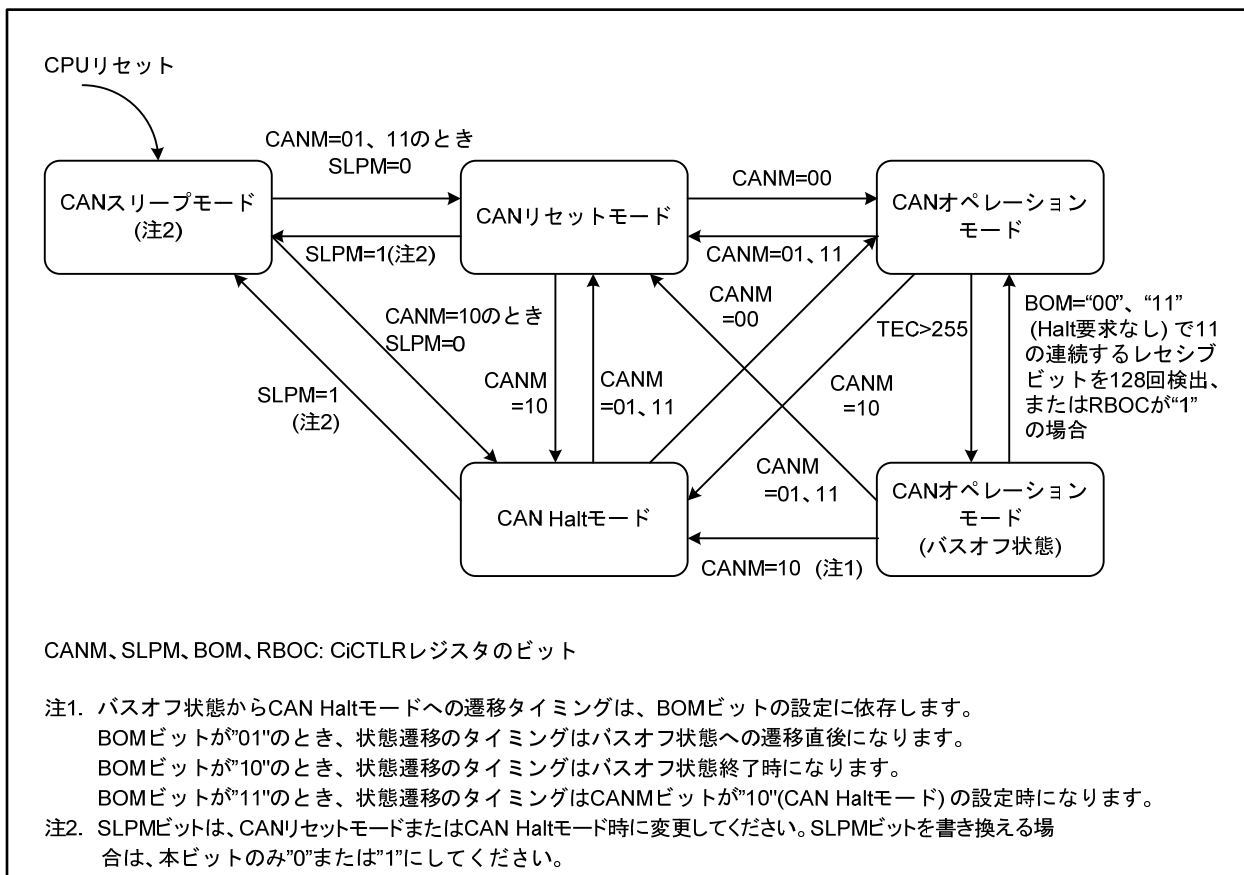 CPUリセット
CANM=01、11のとき
SLPM=0
CANM=00
CANスリープモード
(注2)
CANリセットモード
CANオペレーション
モード
SLPM=1(注2)
CANM=01、11
CANM=10のとき
SLPM=0
CANM
=00
TEC>255
BOM=“00”、“11”
(Halt要求なし) で11
の連続するレセシブ
ビットを128回検出、
またはRBOCが“1”
の場合
SLPM=1
(注2)
CANM
=10
CANM
=01、11
CANM
=10
CANM
=01、11
CAN Haltモード
CANオペレーション
モード
(バスオフ状態)
CANM=10 (注1)
CANM、SLPM、BOM、RBOC: CiCTLRレジスタのビット
注1. バスオフ状態からCAN Haltモードへの遷移タイミングは、BOMビットの設定に依存します。
BOMビットが”01”のとき、状態遷移のタイミングはバスオフ状態への遷移直後になります。
BOMビットが”10”のとき、状態遷移のタイミングはバスオフ状態終了時になります。
BOMビットが”11”のとき、状態遷移のタイミングはCANMビットが”10”(CAN Haltモード) の設定時になります。
注2. SLPMビットは、CANリセットモードまたはCAN Haltモード時に変更してください。SLPMビットを書き換える場
合は、本ビットのみ”0”または”1”にしてください。